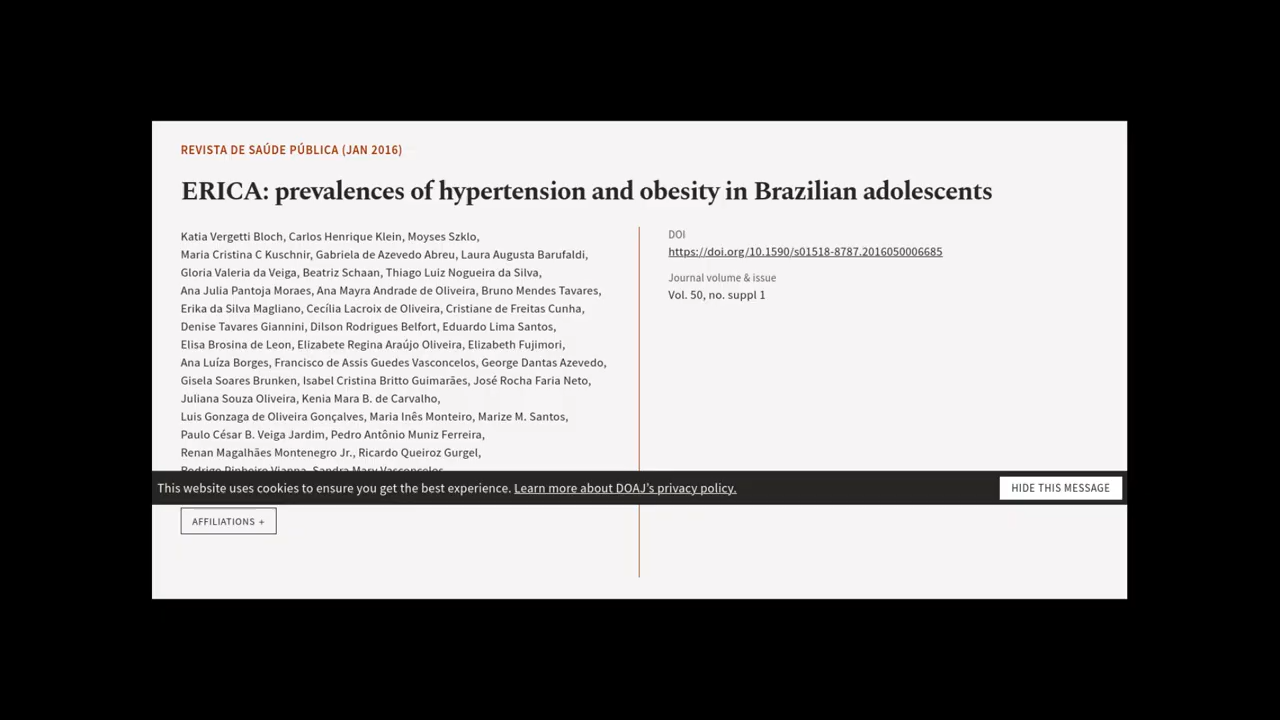 REVISTA DE SAÚDE PÚBLICA (JAN 2016)
ERICA: prevalences of hypertension and obesity in Brazilian adolescents
Katia Vergetti Bloch, Carlos Henrique Klein, Moyses Szklo,
Maria Cristina C Kuschnir, Gabriela de Azevedo Abreu, Laura Augusta Barufaldi,
Gloria Valeria da Veiga, Beatriz Schaan, Thiago Luiz Nogueira da Silva,
Ana Julia Pantoja Moraes, Ana Mayra Andrade de Oliveira, Bruno Mendes Tavares,
Erika da Silva Magliano, Cecília Lacroix de Oliveira, Cristiane de Freitas Cunha,
Denise Tavares Giannini, Dilson Rodrigues Belfort, Eduardo Lima Santos,
Elisa Brosina de Leon, Elizabete Regina Araújo Oliveira, Elizabeth Fujimori,
Ana Luíza Borges, Francisco de Assis Guedes Vasconcelos, George Dantas Azevedo,
Gisela Soares Brunken, Isabel Cristina Britto Guimarães, José Rocha Faria Neto,
Juliana Souza Oliveira, Kenia Mara B. de Carvalho,
Luis Gonzaga de Oliveira Gonçalves, Maria Inês Monteiro, Marize M. Santos,
Paulo César B. Veiga Jardim, Pedro Antônio Muniz Ferreira,
Renan Magalhães Montenegro Jr., Ricardo Queiroz Gurgel,
Rodrigo Pinheiro Vianna, Sandra Mary Vasconcelos
DOI
https://doi.org/10.1590/s01518-8787.2016050006685
Journal volume & issue
Vol. 50, no. suppl 1
This website uses cookies to ensure you get the best experience. Learn more about DOAJ's privacy policy.
HIDE THIS MESSAGE
AFFILIATIONS +